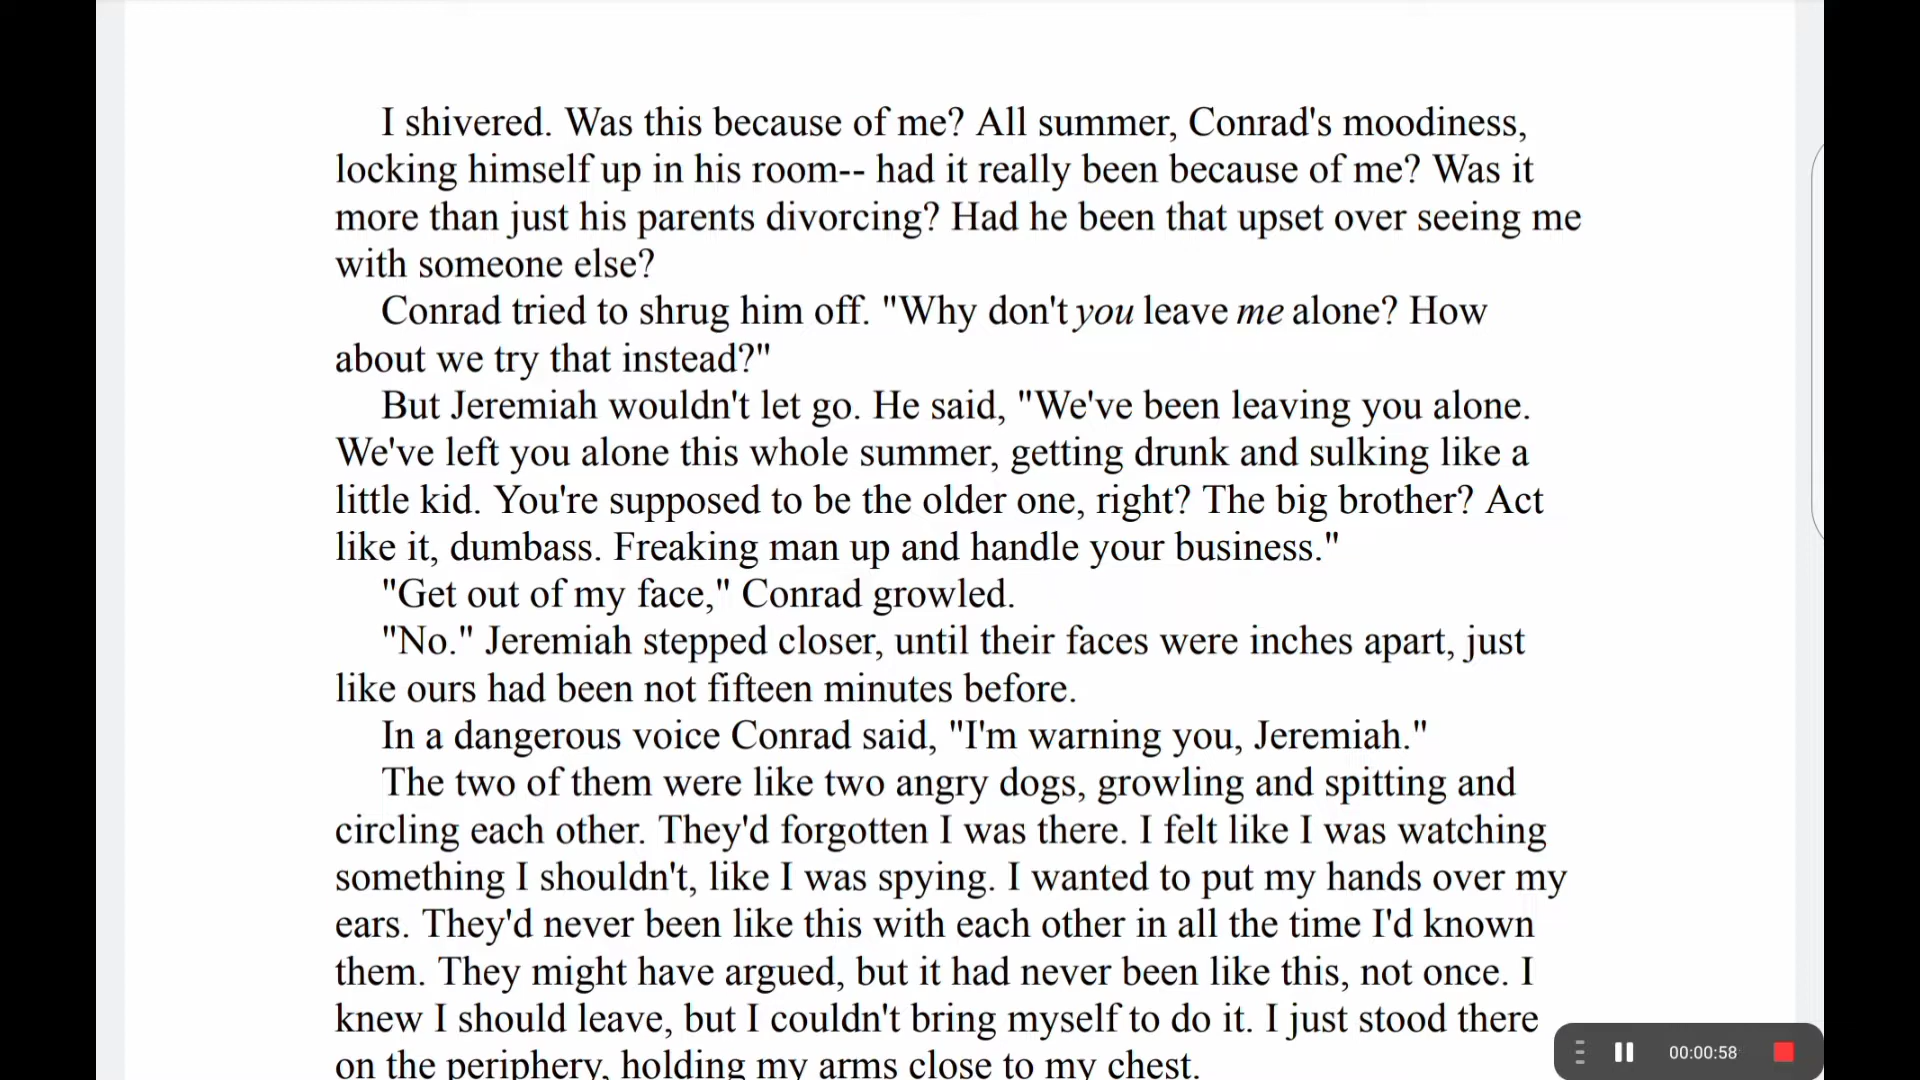 I shivered. Was this because of me? All summer, Conrad's moodiness,
locking himself up in his room-- had it really been because of me? Was it
more than just his parents divorcing? Had he been that upset over seeing me
with someone else?
Conrad tried to shrug him off. "Why don't you leave me alone? How
about we try that instead?"
But Jeremiah wouldn't let go. He said, "We've been leaving you alone.
We've left you alone this whole summer, getting drunk and sulking like a
little kid. You're supposed to be the older one, right? The big brother? Act
like it, dumbass. Freaking man up and handle your business."
"Get out of my face," Conrad growled.
"No." Jeremiah stepped closer, until their faces were inches apart, just
like ours had been not fifteen minutes before.
In a dangerous voice Conrad said, "I'm warning you, Jeremiah."
The two of them were like two angry dogs, growling and spitting and
circling each other. They'd forgotten I was there. I felt like I was watching
something I shouldn't, like I was spying. I wanted to put my hands over my
ears. They'd never been like this with each other in all the time I'd known
them. They might have argued, but it had never been like this, not once. I
knew I should leave, but I couldn't bring myself to do it. I just stood there
on the periphery, holding my arms close to my chest.
00:00:58